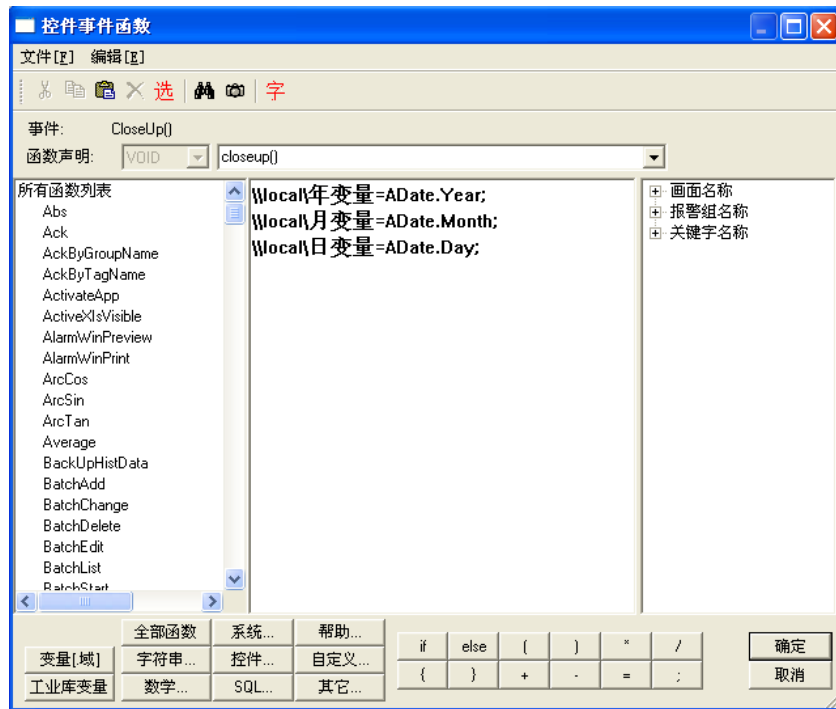 控件事件函数
文件[F] 编辑[E]
选 字
事件: CloseUp()
函数声明: VOID closeup()
所有函数列表
Abs
Ack
AckByGroupName
AckByTagName
ActivateApp
ActiveXIsVisible
AlarmWinPreview
AlarmWinPrint
ArcCos
ArcSin
ArcTan
Average
BackUpHistData
BatchAdd
BatchChange
BatchDelete
BatchEdit
BatchList
BatchStart
\\local\年变量=ADate.Year;
\\local\月变量=ADate.Month;
\\local\日变量=ADate.Day;
画面名称
报警组名称
关键字名称
全部函数 系统... 帮助...
变量[.域] 字符串... 控件... 自定义...
工业库变量 数学... SQL... 其它...
if else ( ) * /
{ } + - = ;
确定
取消